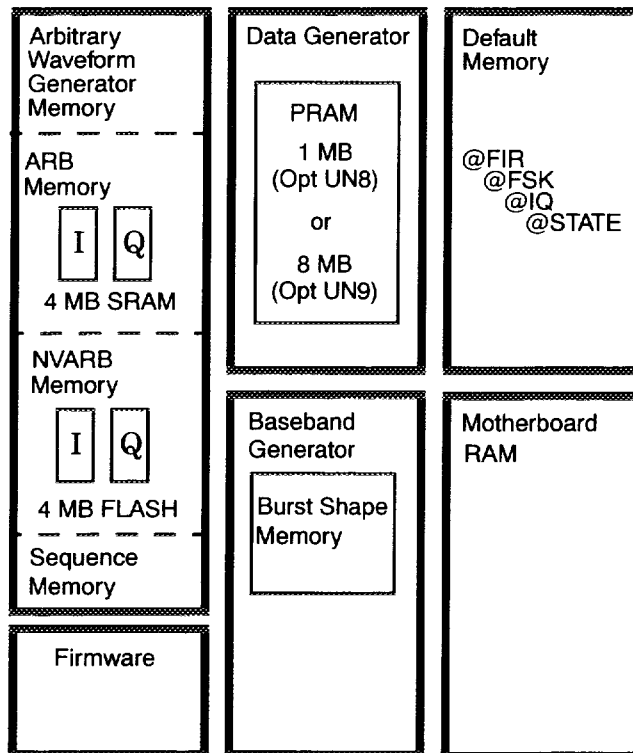 Arbitrary
Waveform
Generator
Memory
ARB
Memory
I Q
4 MB SRAM
NVARB
Memory
I Q
4 MB FLASH
Sequence
Memory
Firmware
Data Generator
PRAM
1 MB
(Opt UN8)
or
8 MB
(Opt UN9)
Baseband
Generator
Burst Shape
Memory
Default
Memory
@FIR
@FSK
@IQ
@STATE
Motherboard
RAM